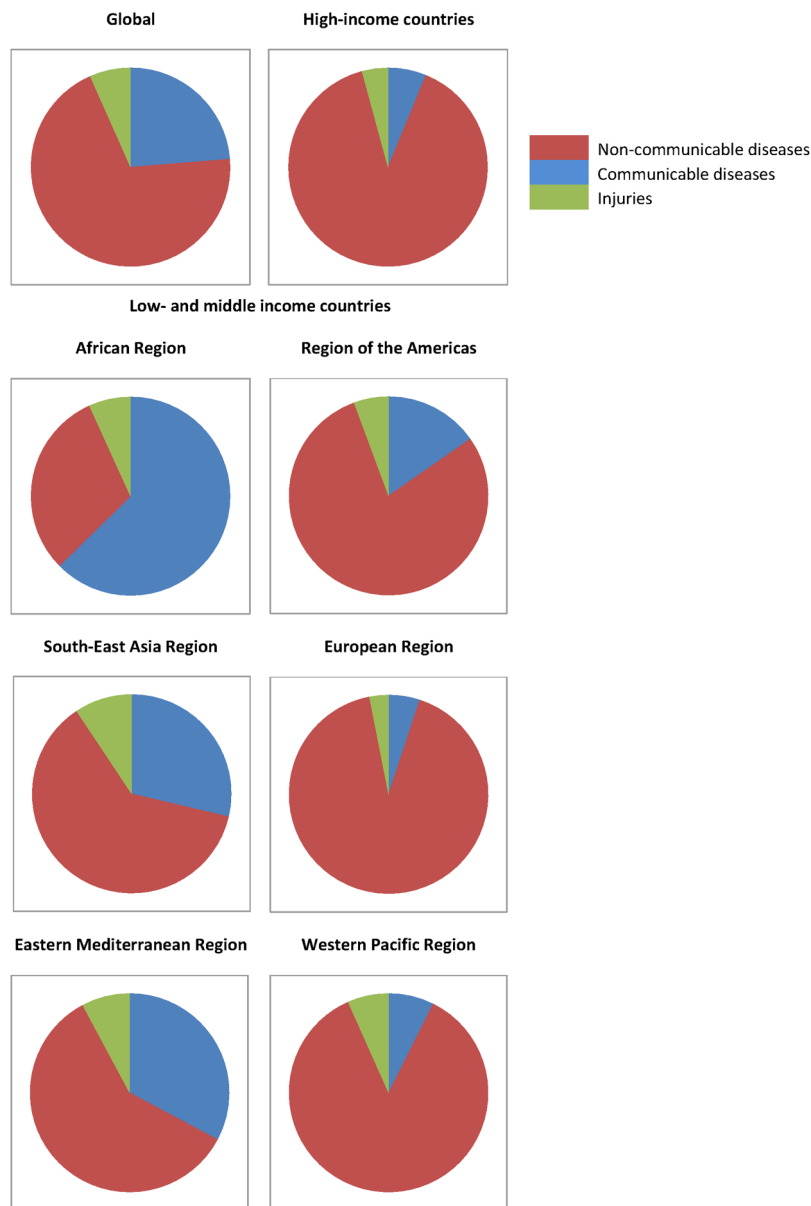 Global
High-income countries
Non-communicable diseases
Communicable diseases
Injuries
Low- and middle income countries
African Region
Region of the Americas
South-East Asia Region
European Region
Eastern Mediterranean Region
Western Pacific Region